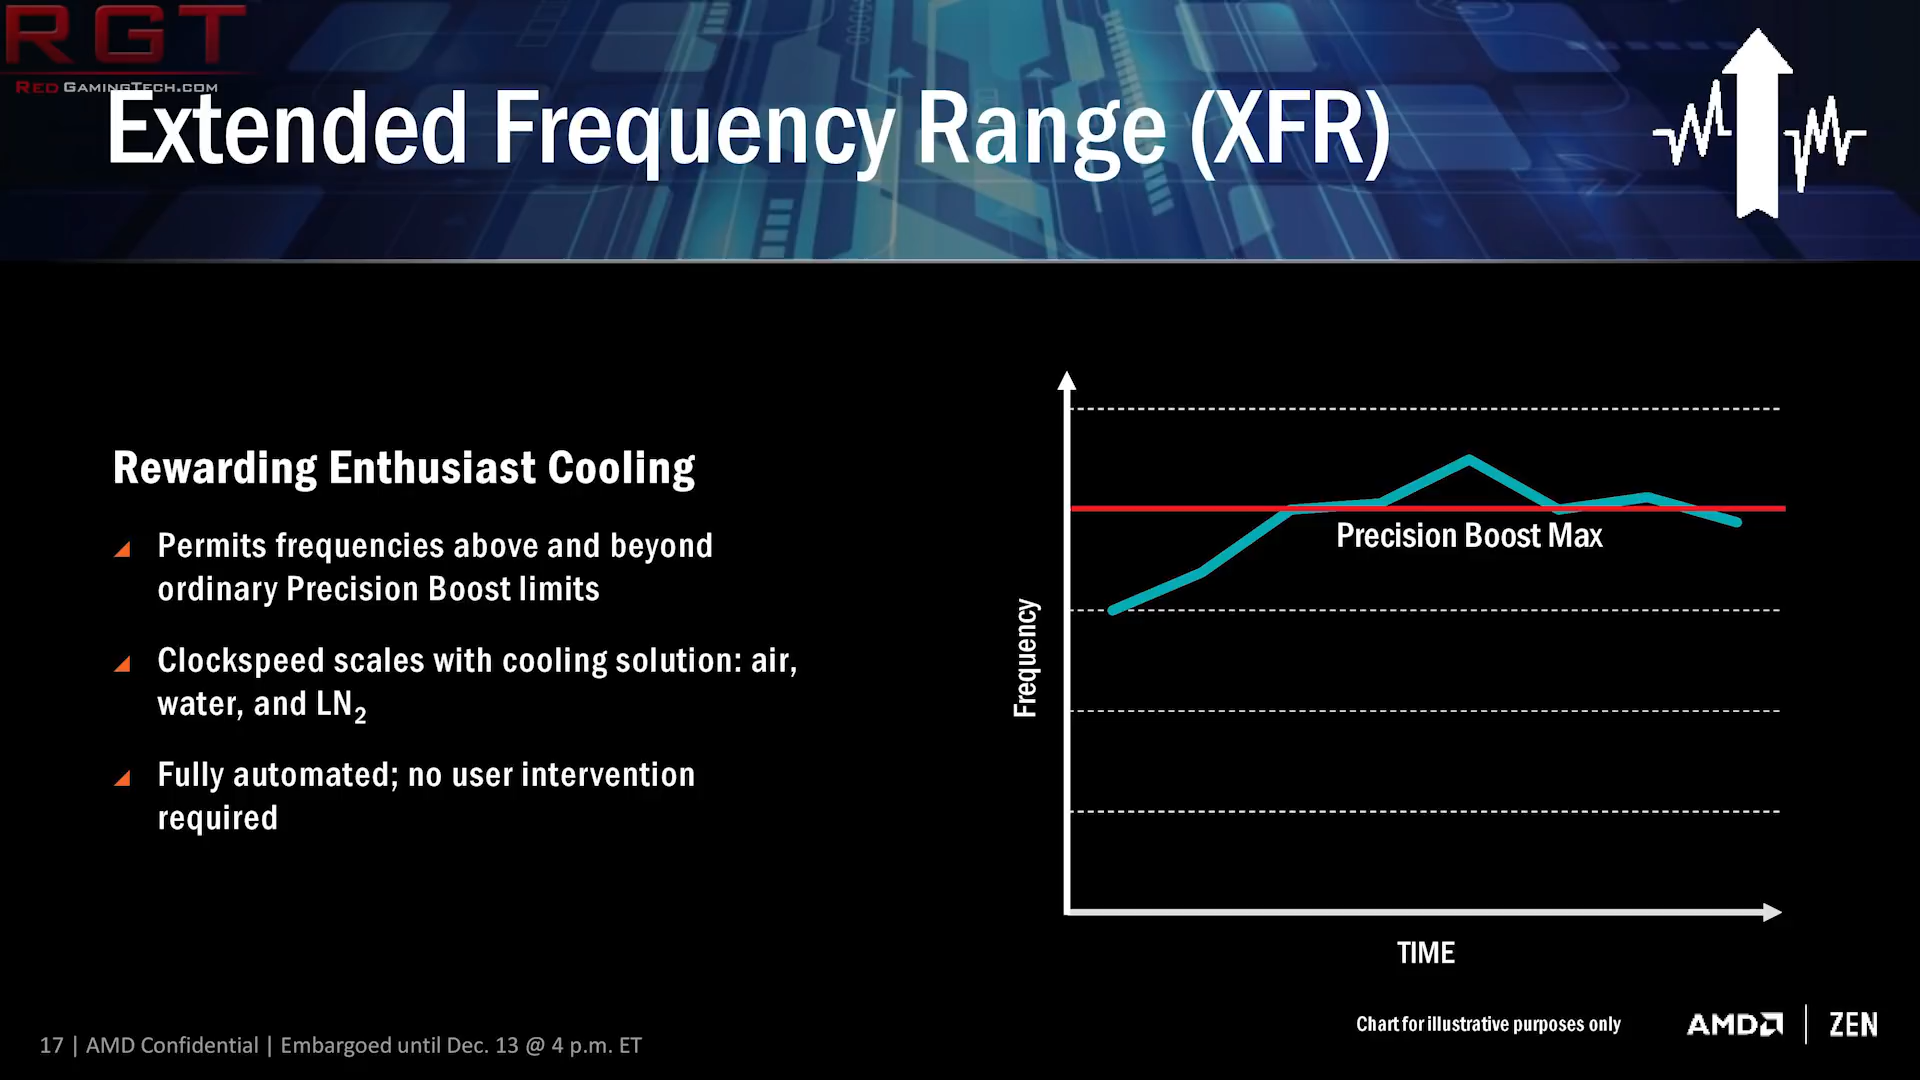 RGT
RedGamingTech.com
Extended Frequency Range (XFR)
Rewarding Enthusiast Cooling
Permits frequencies above and beyond
ordinary Precision Boost limits
Clockspeed scales with cooling solution: air,
water, and LN₂
Fully automated; no user intervention
required
Precision Boost Max
Frequency
TIME
Chart for illustrative purposes only
AMD | ZEN
17 | AMD Confidential | Embargoed until Dec. 13 @ 4 p.m. ET